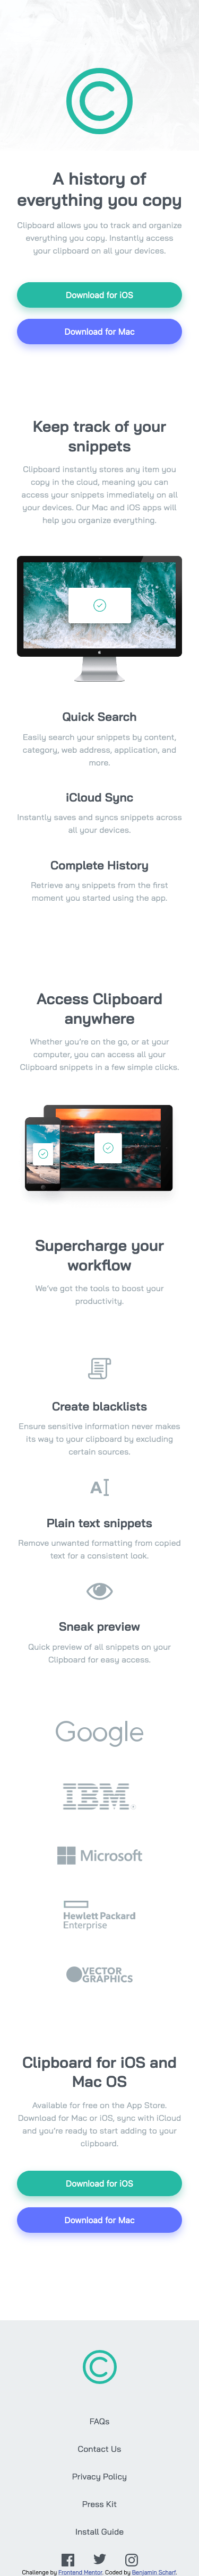 A history of
everything you copy
Clipboard allows you to track and organize
everything you copy. Instantly access
your clipboard on all your devices.
Download for iOS
Download for Mac
Keep track of your
snippets
Clipboard instantly stores any item you
copy in the cloud, meaning you can
access your snippets immediately on all
your devices. Our Mac and iOS apps will
help you organize everything.
Quick Search
Easily search your snippets by content,
category, web address, application, and
more.
iCloud Sync
Instantly saves and syncs snippets across
all your devices.
Complete History
Retrieve any snippets from the first
moment you started using the app.
Access Clipboard
anywhere
Whether you're on the go, or at your
computer, you can access all your
Clipboard snippets in a few simple clicks.
Supercharge your
workflow
We've got the tools to boost your
productivity.
Create blacklists
Ensure sensitive information never makes
its way to your clipboard by excluding
certain sources.
Plain text snippets
Remove unwanted formatting from copied
text for a consistent look.
Sneak preview
Quick preview of all snippets on your
Clipboard for easy access.
Google
IBM
Microsoft
Hewlett Packard
Enterprise
VECTOR
GRAPHICS
Clipboard for iOS and
Mac OS
Available for free on the App Store.
Download for Mac or iOS, sync with iCloud
and you're ready to start adding to your
clipboard.
Download for iOS
Download for Mac
FAQs
Contact Us
Privacy Policy
Press Kit
Install Guide
Challenge by Frontend Mentor. Coded by Benjamin Scharf.